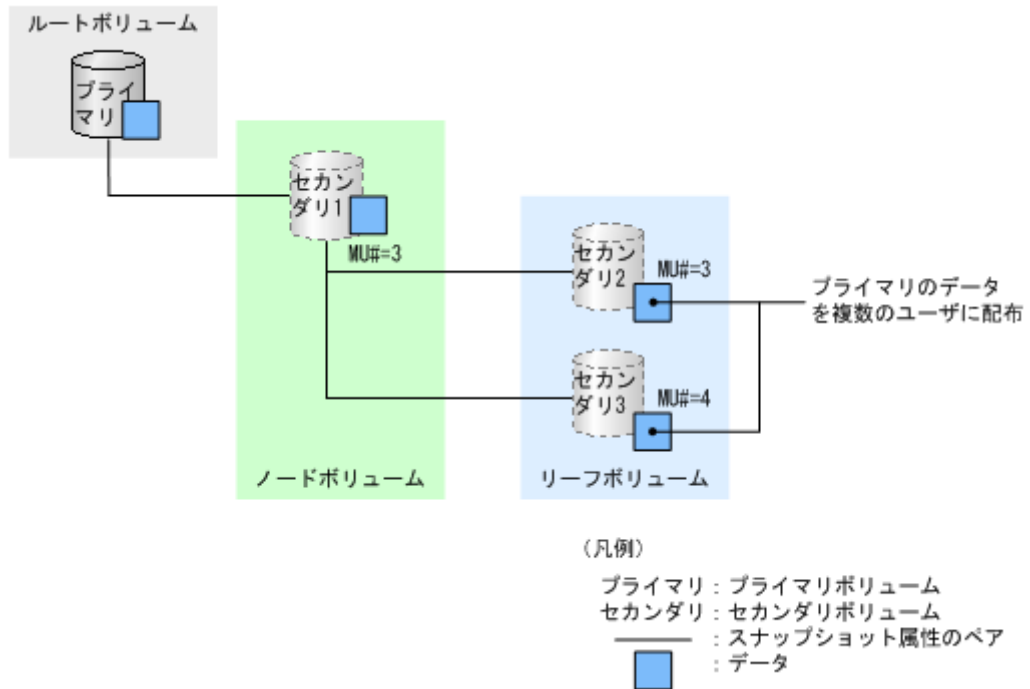 ルートボリューム
プライ
マリ
セカン
ダリ1
MU#=3
セカン
ダリ2
MU#=3
プライマリのデータ
を複数のユーザに配布
セカン
ダリ3
MU#=4
ノードボリューム
リーフボリューム
（凡例）
プライマリ：プライマリボリューム
セカンダリ：セカンダリボリューム
：スナップショット属性のペア
：データ